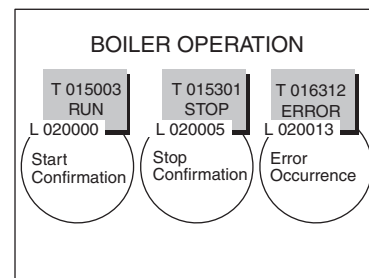 BOILER OPERATION
T 015003
RUN
L 020000
Start
Confirmation
T 015301
STOP
L 020005
Stop
Confirmation
T 016312
ERROR
L 020013
Error
Occurrence